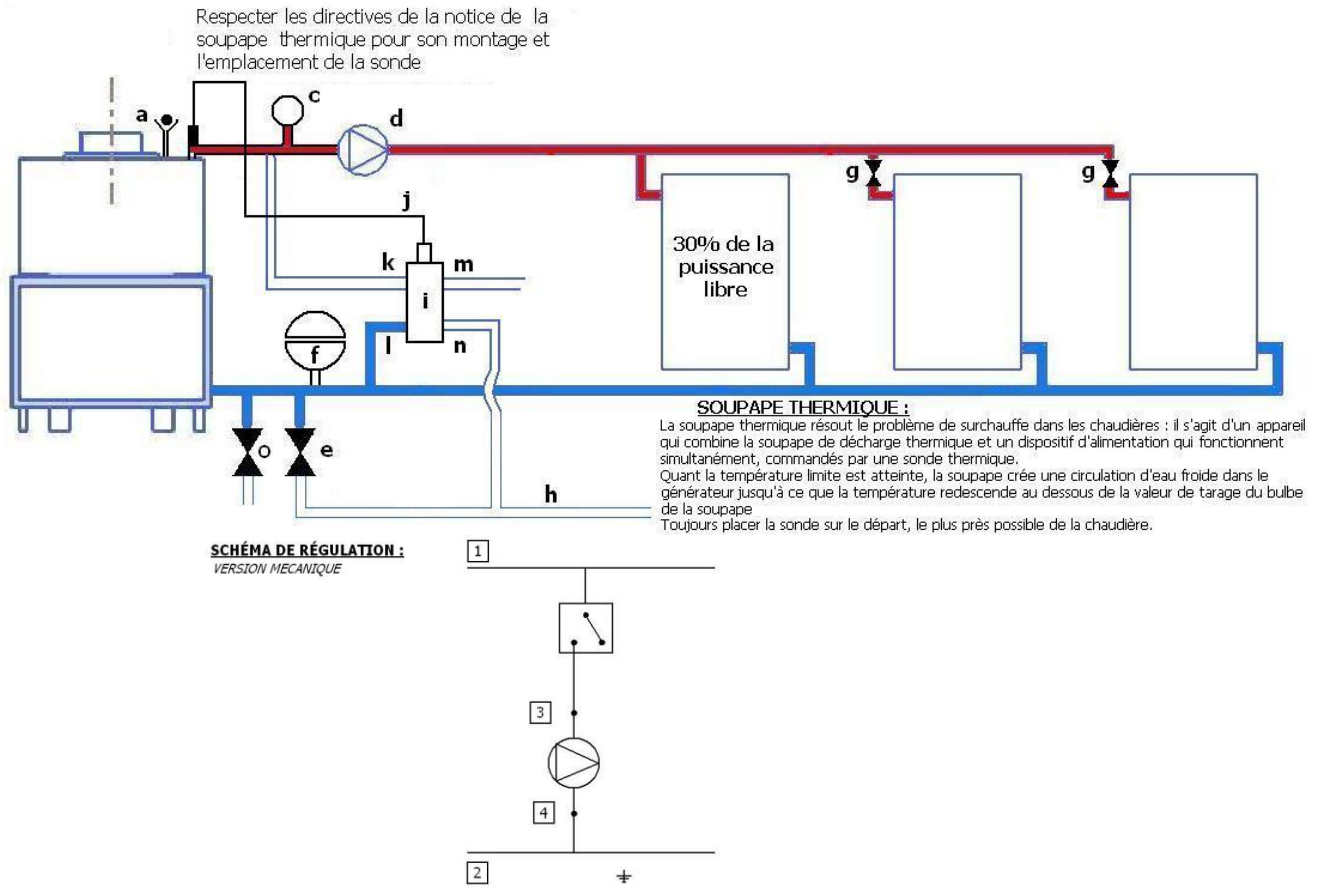 Respecter les directives de la notice de la
soupape thermique pour son montage et
l'emplacement de la sonde
a
c
d
g
g
j
30% de la
puissance
libre
k
m
i
f
l
n
o
e
h
SOUPAPE THERMIQUE :
La soupape thermique résout le problème de surchauffe dans les chaudières : il s'agit d'un appareil
qui combine la soupape de décharge thermique et un dispositif d'alimentation qui fonctionnent
simultanément, commandés par une sonde thermique.
Quant la température limite est atteinte, la soupape crée une circulation d'eau froide dans le
générateur jusqu'à ce que la température redescende au dessous de la valeur de tarage du bulbe
de la soupape
Toujours placer la sonde sur le départ, le plus près possible de la chaudière.
SCHÉMA DE RÉGULATION :
VERSION MECANIQUE
1
3
4
2